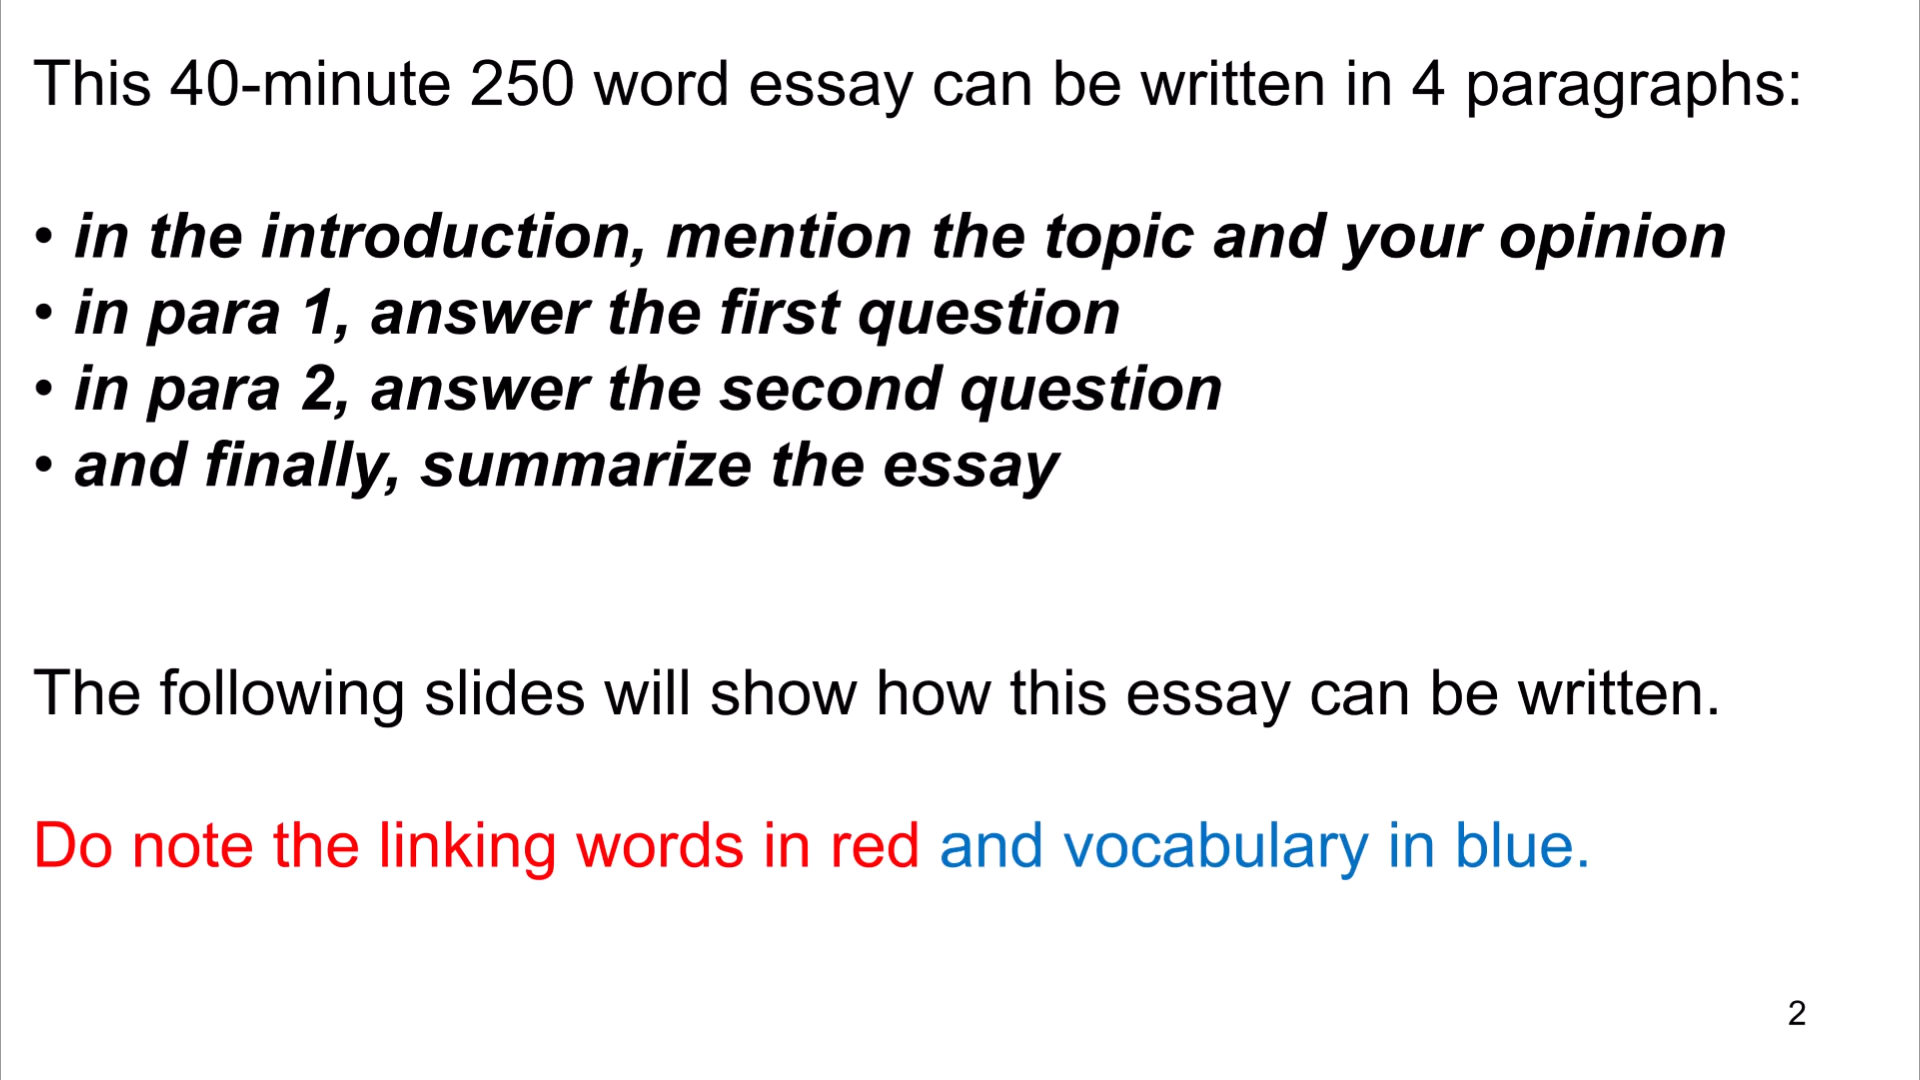 This 40-minute 250 word essay can be written in 4 paragraphs:
• in the introduction, mention the topic and your opinion
• in para 1, answer the first question
• in para 2, answer the second question
• and finally, summarize the essay
The following slides will show how this essay can be written.
Do note the linking words in red and vocabulary in blue.
2